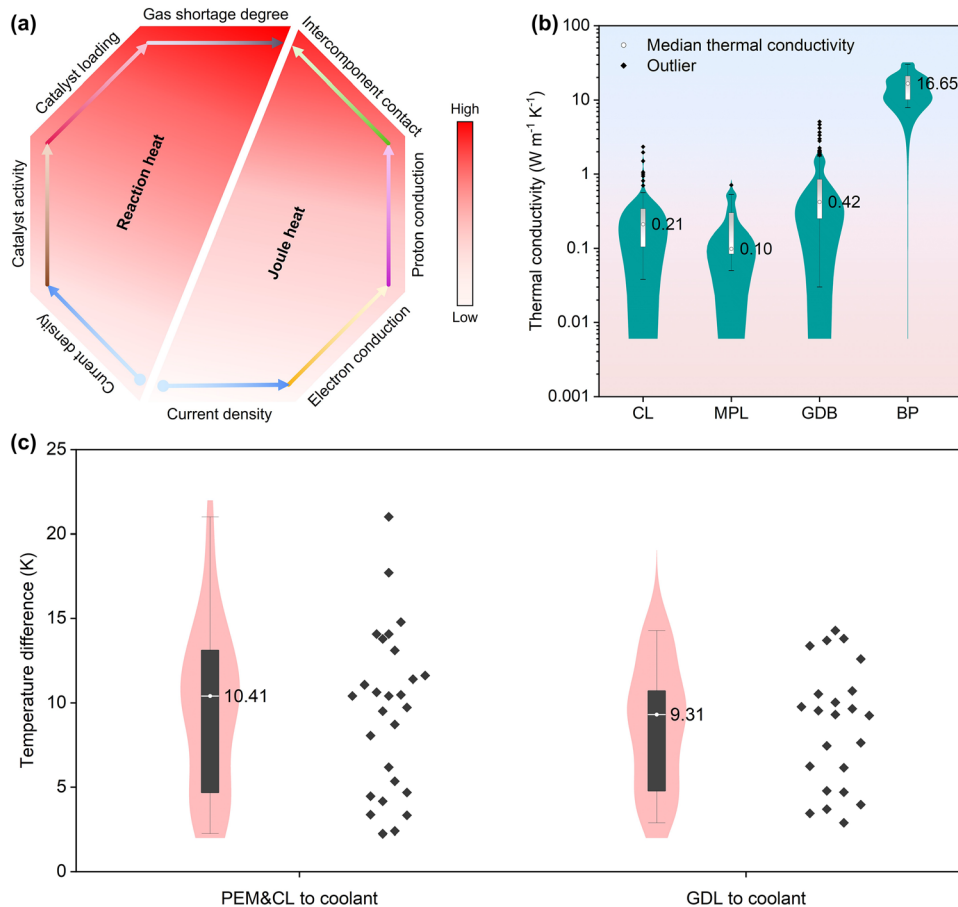 (a)
Gas shortage degree
Catalyst loading
Intercomponent contact
Catalyst activity
Reaction heat
Joule heat
Proton conduction
Current density
Electron conduction
Current density
High
Low
(b)
Median thermal conductivity
Outlier
Thermal conductivity (W m⁻¹ K⁻¹)
1000
100
10
1
0.1
0.01
0.001
0.21
0.10
0.42
16.65
CL MPL GDB BP
(c)
Temperature difference (K)
25
20
15
10
5
0
10.41
9.31
PEM&CL to coolant GDL to coolant